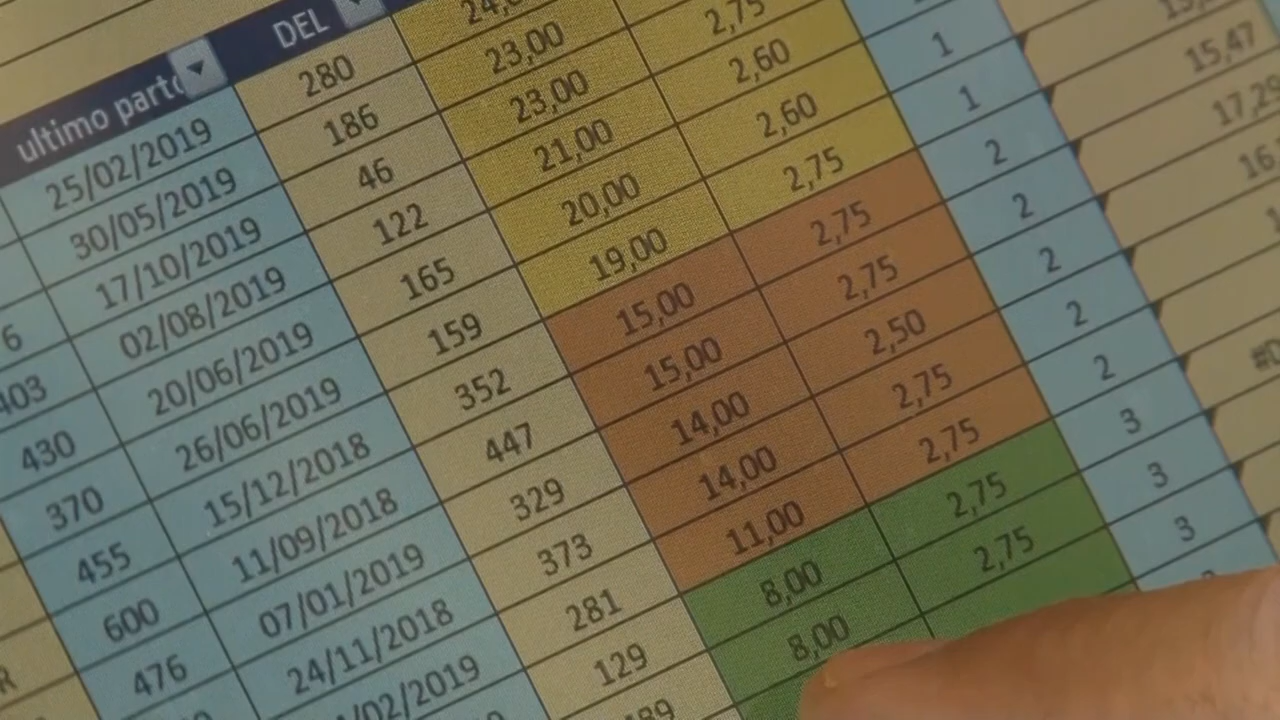 ultimo parto DEL
25/02/2019 280
30/05/2019 186 23,00
6 17/10/2019 46 23,00 2,75
403 02/08/2019 122 21,00 2,60
430 20/06/2019 165 20,00 2,60 1
370 26/06/2019 159 19,00 2,75 1
455 15/12/2018 352 15,00 2,75 2 15,47
600 11/09/2018 447 15,00 2,75 2 17,29
476 07/01/2019 329 14,00 2,50 2
24/11/2018 373 14,00 2,75 2
/02/2019 281 11,00 2,75 2
129 8,00 2,75 3
8,00 2,75 3
3